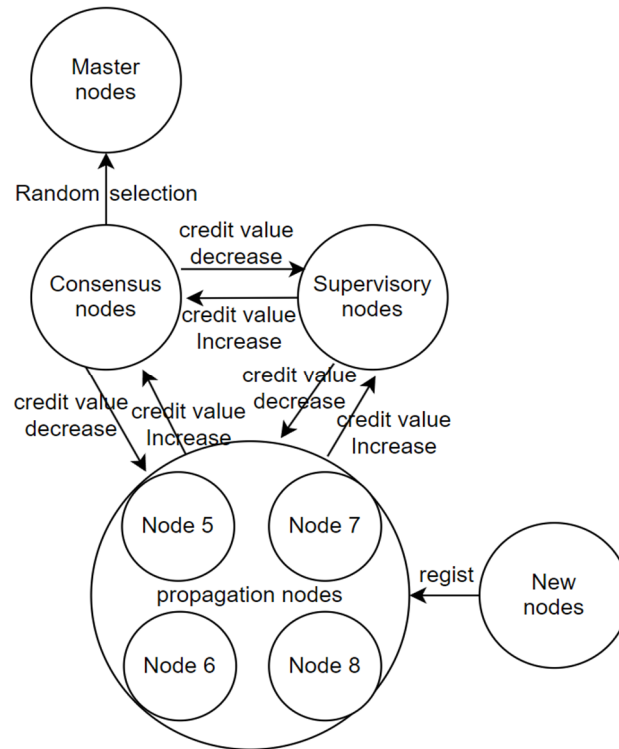 Master
nodes
Random selection
credit value
decrease
Consensus
nodes
Supervisory
nodes
credit value
Increase
credit value
decrease
credit value
Increase
credit value
decrease
credit value
Increase
Node 5
Node 7
propagation nodes
regist
New
nodes
Node 6
Node 8